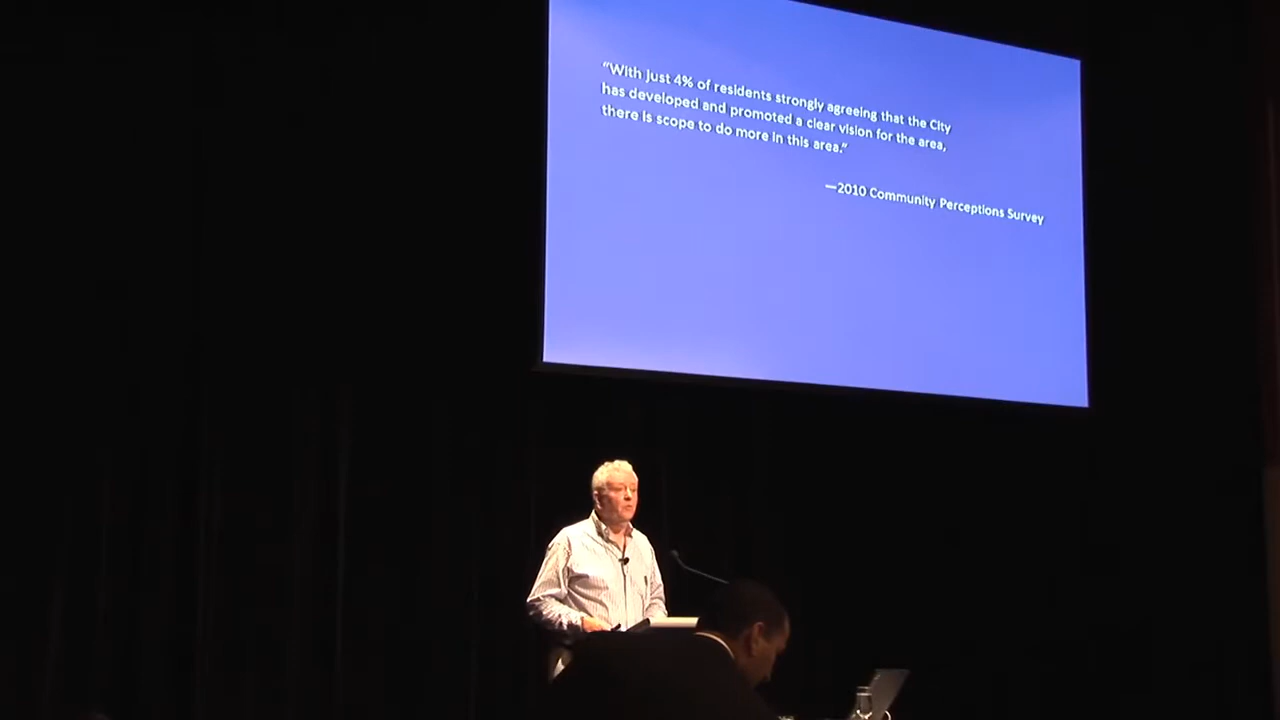 “With just 4% of residents strongly agreeing that the City
has developed and promoted a clear vision for the area,
there is scope to do more in this area.”
—2010 Community Perceptions Survey